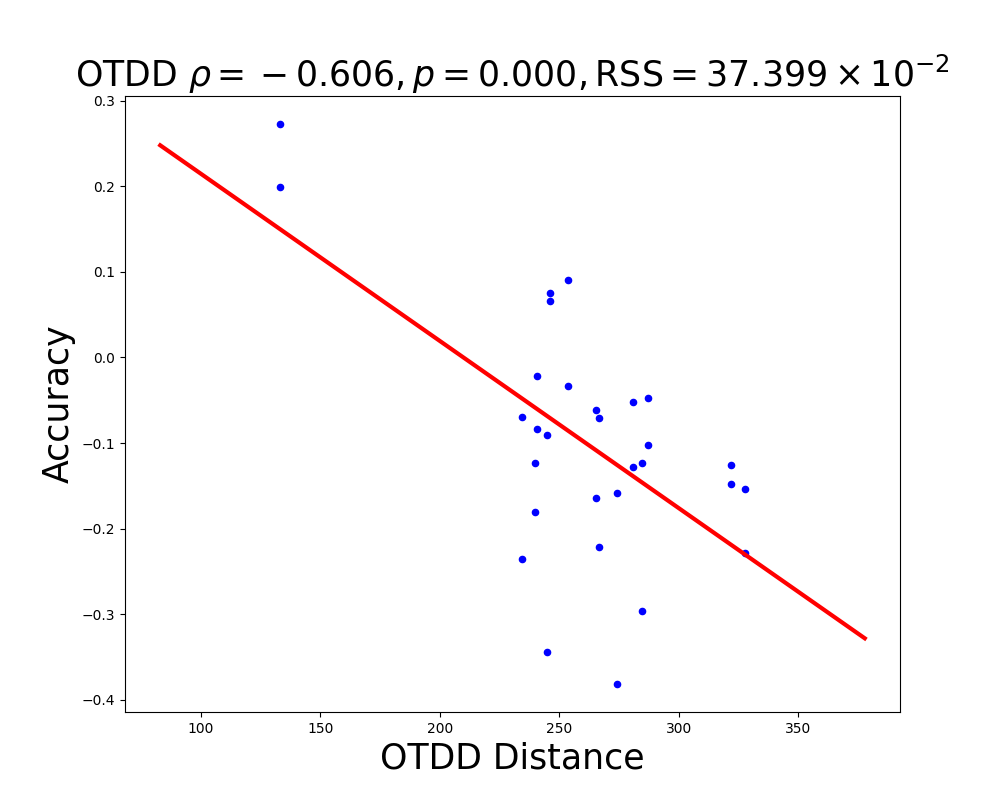 OTDD ρ = −0.606, p = 0.000, RSS = 37.399 × 10⁻²
0.3
0.2
0.1
0.0
−0.1
−0.2
−0.3
−0.4
Accuracy
100 150 200 250 300 350
OTDD Distance